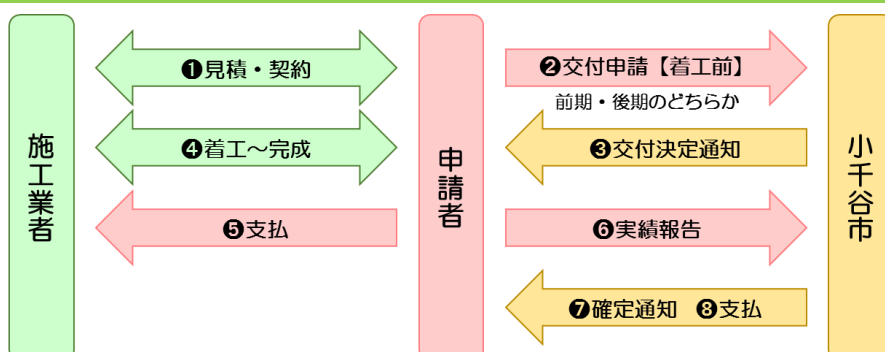 施工業者
申請者
小千谷市
❶見積・契約
❷交付申請【着工前】
前期・後期のどちらか
❸交付決定通知
❹着工～完成
❺支払
❻実績報告
❼確定通知 ❽支払